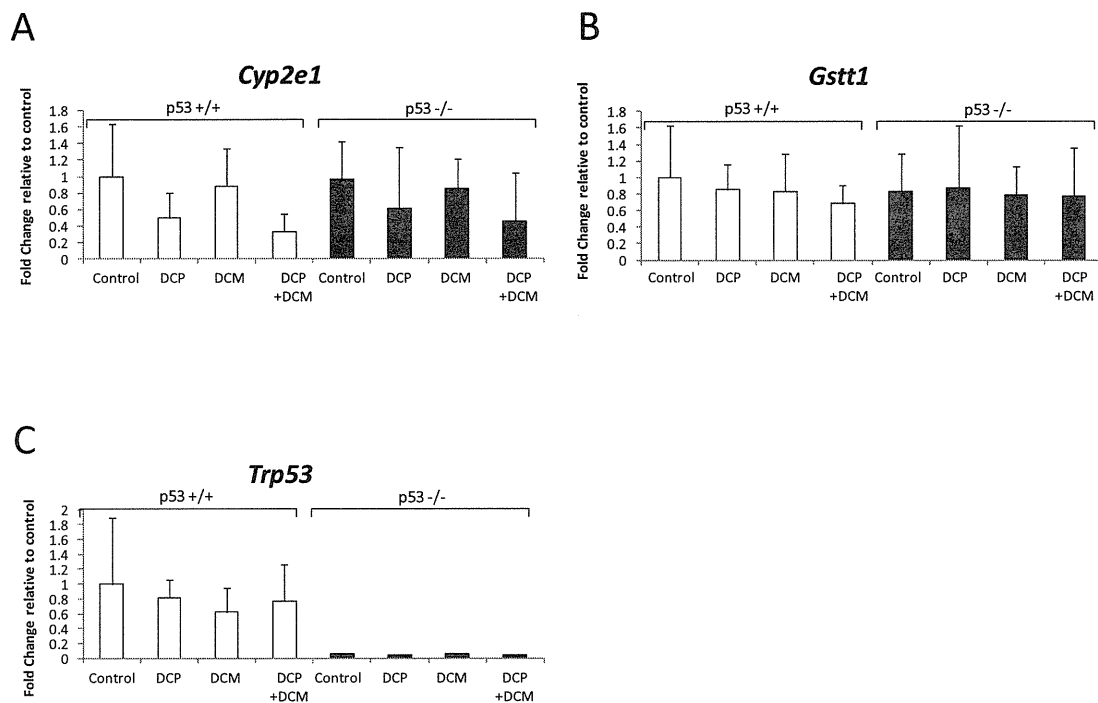 A
Cyp2e1
Fold Change relative to control
p53 +/+
p53 -/-
1.8
1.6
1.4
1.2
1
0.8
0.6
0.4
0.2
0
Control DCP DCM DCP +DCM Control DCP DCM DCP +DCM
B
Gstt1
Fold Change relative to control
p53 +/+
p53 -/-
1.8
1.6
1.4
1.2
1
0.8
0.6
0.4
0.2
0
Control DCP DCM DCP +DCM Control DCP DCM DCP +DCM
C
Trp53
Fold Change relative to control
p53 +/+
p53 -/-
2
1.8
1.6
1.4
1.2
1
0.8
0.6
0.4
0.2
0
Control DCP DCM DCP +DCM Control DCP DCM DCP +DCM